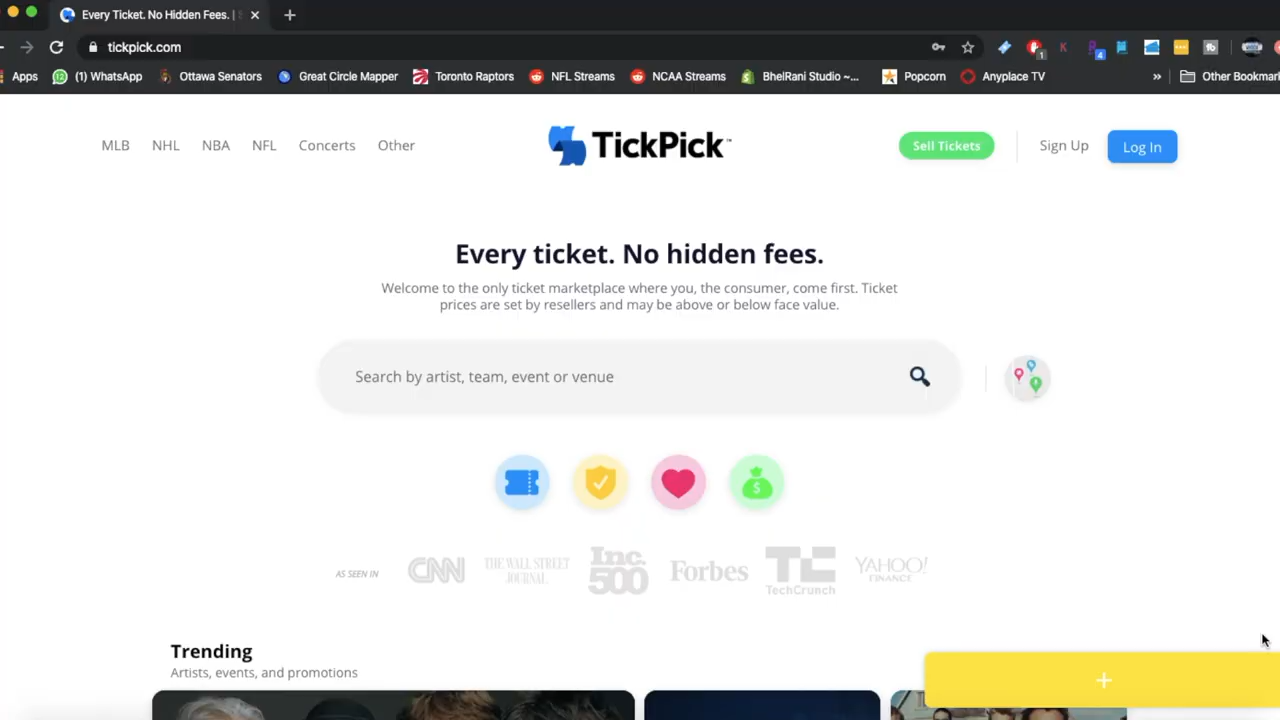 Every Ticket. No Hidden Fees. |
tickpick.com
1
K
4
Apps
(1) WhatsApp
Ottawa Senators
Great Circle Mapper
Toronto Raptors
NFL Streams
NCAA Streams
BhelRani Studio ~...
Popcorn
Anyplace TV
»
Other Bookmar
MLB
NHL
NBA
NFL
Concerts
Other
TickPick™
Sell Tickets
Sign Up
Log In
Every ticket. No hidden fees.
Welcome to the only ticket marketplace where you, the consumer, come first. Ticket
prices are set by resellers and may be above or below face value.
Search by artist, team, event or venue
$
AS SEEN IN
CNN
THE WALL STREET
JOURNAL
Inc.
500
Forbes
TC
TechCrunch
YAHOO!
FINANCE
Trending
Artists, events, and promotions
+